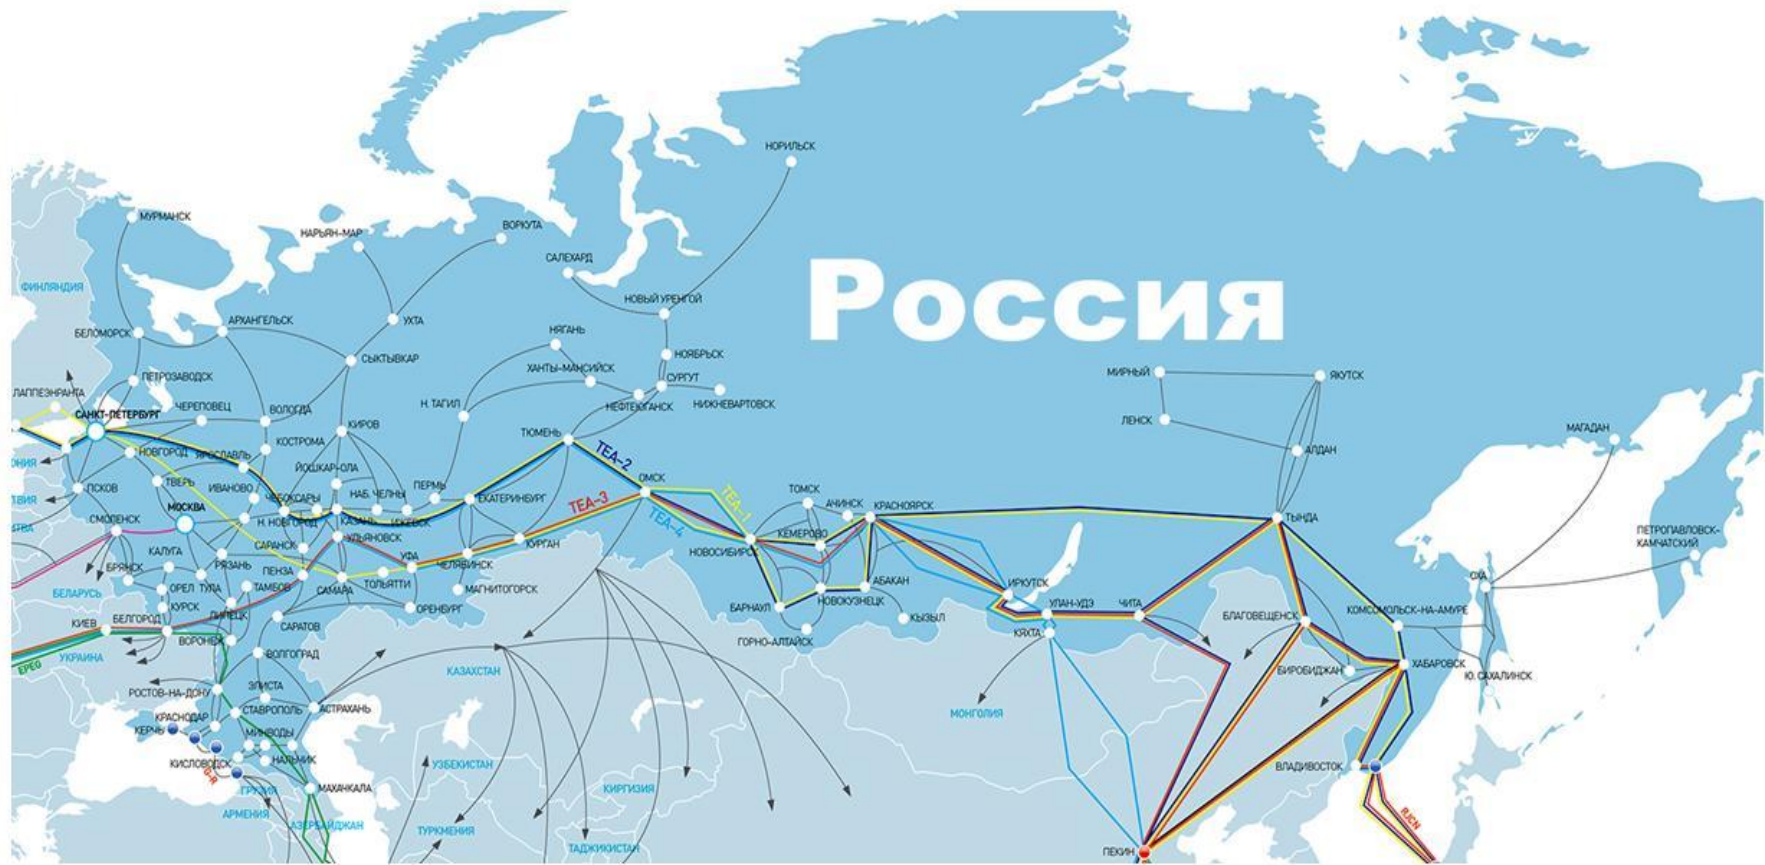 НОРИЛЬСК
МУРМАНСК
НАРЬЯН-МАР
ВОРКУТА
САЛЕХАРД
ФИНЛЯНДИЯ
НОВЫЙ УРЕНГОЙ
Россия
БЕЛОМОРСК
АРХАНГЕЛЬСК
УХТА
НЯГАНЬ
СЫКТЫВКАР
НОЯБРЬСК
ХАНТЫ-МАНСИЙСК
СУРГУТ
МИРНЫЙ
ЯКУТСК
ПЕТРОЗАВОДСК
ЛАППЕЭНРАНТА
Н. ТАГИЛ
НЕФТЕЮГАНСК
НИЖНЕВАРТОВСК
САНКТ-ПЕТЕРБУРГ
ЧЕРЕПОВЕЦ
ВОЛОГДА
КИРОВ
ТЮМЕНЬ
ЛЕНСК
МАГАДАН
КОСТРОМА
НОВГОРОД
ЯРОСЛАВЛЬ
ТЕА-2
АЛДАН
ЙОШКАР-ОЛА
ПСКОВ
ТВЕРЬ
ИВАНОВО
ЧЕБОКСАРЫ
НАБ. ЧЕЛНЫ
ПЕРМЬ
ЕКАТЕРИНБУРГ
ОМСК
ТЕА-3
ТЕА-1
ТЕА-4
ТОМСК
АЧИНСК
КРАСНОЯРСК
ТЫНДА
МОСКВА
СМОЛЕНСК
Н. НОВГОРОД
КАЗАНЬ
ИЖЕВСК
УЛЬЯНОВСК
САРАНСК
КУРГАН
НОВОСИБИРСК
КЕМЕРОВО
ПЕТРОПАВЛОВСК-
КАМЧАТСКИЙ
КАЛУГА
БРЯНСК
РЯЗАНЬ
ПЕНЗА
УФА
ЧЕЛЯБИНСК
ОРЕЛ
ТУЛА
ТАМБОВ
САМАРА
ТОЛЬЯТТИ
МАГНИТОГОРСК
АБАКАН
ИРКУТСК
ОХА
БЕЛАРУСЬ
КУРСК
ЛИПЕЦК
ОРЕНБУРГ
БАРНАУЛ
НОВОКУЗНЕЦК
КЫЗЫЛ
УЛАН-УДЭ
ЧИТА
БЛАГОВЕЩЕНСК
КОМСОМОЛЬСК-НА-АМУРЕ
КИЕВ
БЕЛГОРОД
САРАТОВ
ВОРОНЕЖ
ГОРНО-АЛТАЙСК
КЯХТА
УКРАИНА
EPEG
ВОЛГОГРАД
КАЗАХСТАН
БИРОБИДЖАН
ХАБАРОВСК
Ю. САХАЛИНСК
РОСТОВ-НА-ДОНУ
ЭЛИСТА
АСТРАХАНЬ
МОНГОЛИЯ
СТАВРОПОЛЬ
КРАСНОДАР
КЕРЧЬ
МИНВОДЫ
КИСЛОВОДСК
НАЛЬЧИК
УЗБЕКИСТАН
ВЛАДИВОСТОК
G-R
ГРУЗИЯ
МАХАЧКАЛА
КИРГИЗИЯ
АРМЕНИЯ
АЗЕРБАЙДЖАН
ТУРКМЕНИЯ
ТАДЖИКИСТАН
RJCN
ПЕКИН